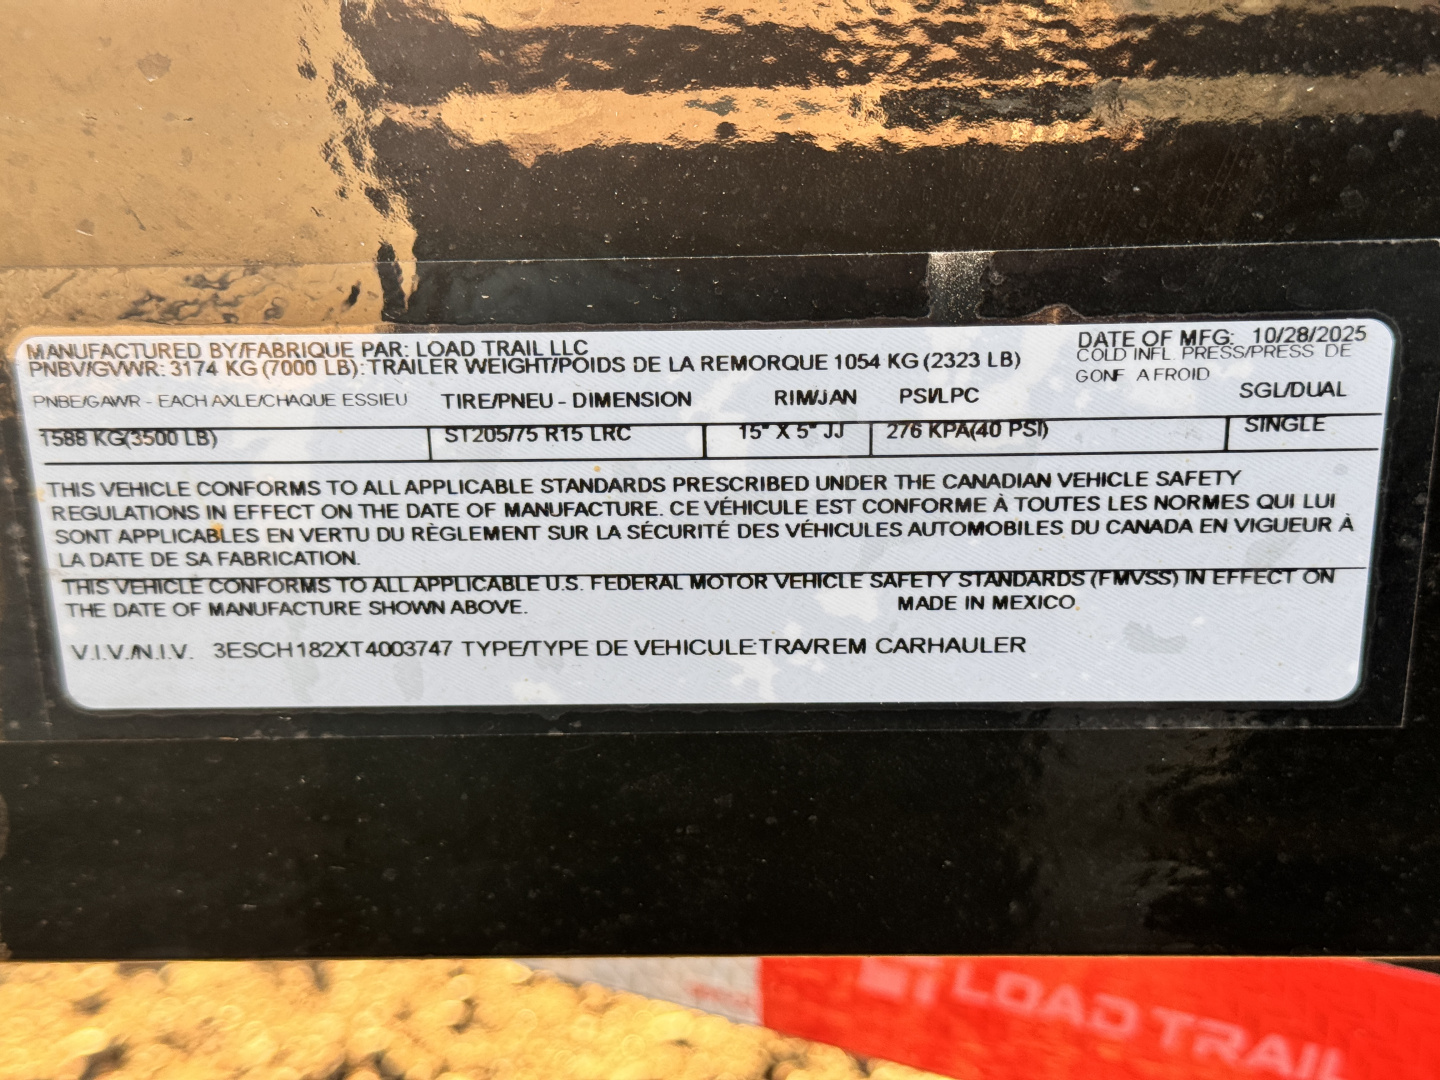 MANUFACTURED BY/FABRIQUE PAR: LOAD TRAIL LLC
DATE OF MFG: 10/28/2025
PNBV/GVWR: 3174 KG (7000 LB): TRAILER WEIGHT/POIDS DE LA REMORQUE 1054 KG (2323 LB)
COLD INFL. PRESS/PRESS DE
GONF A FROID
PNBE/GAWR - EACH AXLE/CHAQUE ESSIEU TIRE/PNEU - DIMENSION RIM/JAN PSI/LPC SGL/DUAL
1588 KG(3500 LB) ST205/75 R15 LRC 15" X 5" JJ 276 KPA(40 PSI) SINGLE
THIS VEHICLE CONFORMS TO ALL APPLICABLE STANDARDS PRESCRIBED UNDER THE CANADIAN VEHICLE SAFETY
REGULATIONS IN EFFECT ON THE DATE OF MANUFACTURE. CE VÉHICULE EST CONFORME À TOUTES LES NORMES QUI LUI
SONT APPLICABLES EN VERTU DU RÈGLEMENT SUR LA SÉCURITÉ DES VÉHICULES AUTOMOBILES DU CANADA EN VIGUEUR À
LA DATE DE SA FABRICATION.
THIS VEHICLE CONFORMS TO ALL APPLICABLE U.S. FEDERAL MOTOR VEHICLE SAFETY STANDARDS (FMVSS) IN EFFECT ON
THE DATE OF MANUFACTURE SHOWN ABOVE. MADE IN MEXICO.
V.I.V./N.I.V. 3ESCH182XT4003747 TYPE/TYPE DE VEHICULE:TRA/REM CARHAULER
LOAD TRAIL